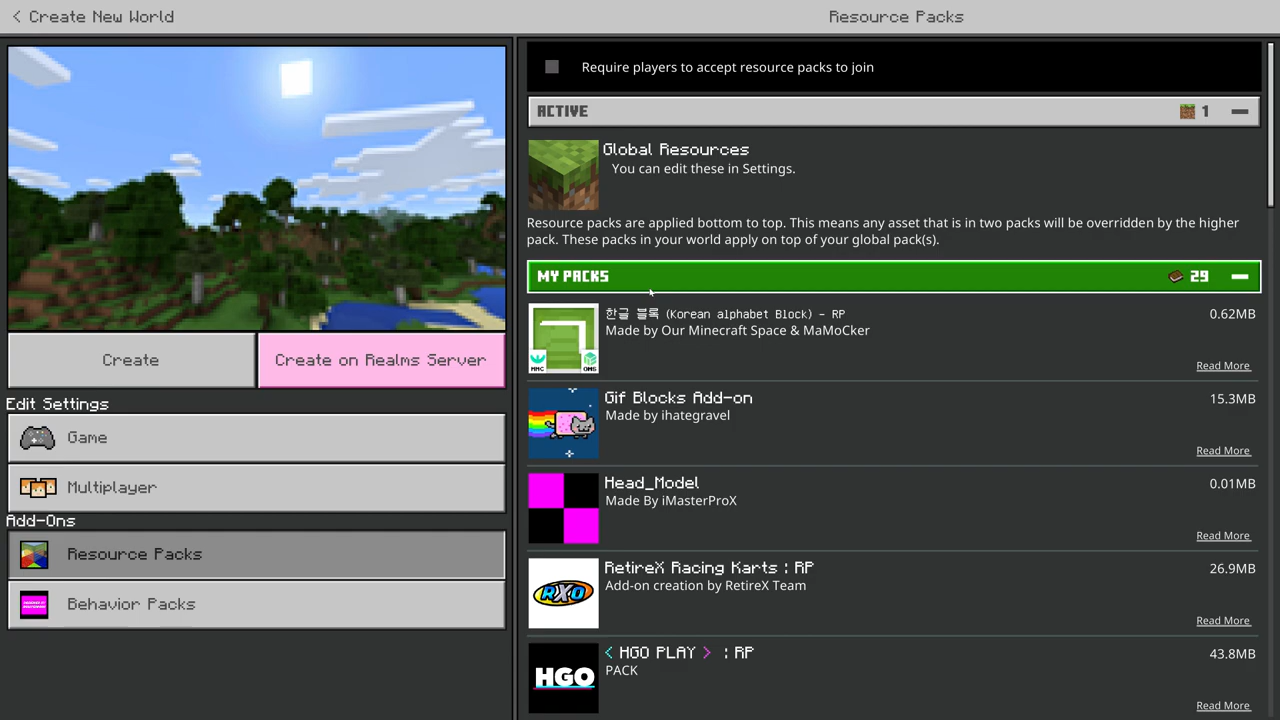 Create New World
Resource Packs
Require players to accept resource packs to join
ACTIVE
1
Global Resources
You can edit these in Settings.
Resource packs are applied bottom to top. This means any asset that is in two packs will be overridden by the higher
pack. These packs in your world apply on top of your global pack(s).
MY PACKS
29
한글 블록 (Korean alphabet Block) - RP
0.62MB
Made by Our Minecraft Space & MaMoCker
MMC
OMS
Read More
Gif Blocks Add-on
15.3MB
Made by ihategravel
Read More
Head_Model
0.01MB
Made By iMasterProX
Read More
RetireX Racing Karts : RP
26.9MB
Add-on creation by RetireX Team
RXO
Read More
< HGO PLAY > : RP
43.8MB
PACK
HGO
Read More
Create
Create on Realms Server
Edit Settings
Game
Multiplayer
Add-Ons
Resource Packs
Behavior Packs